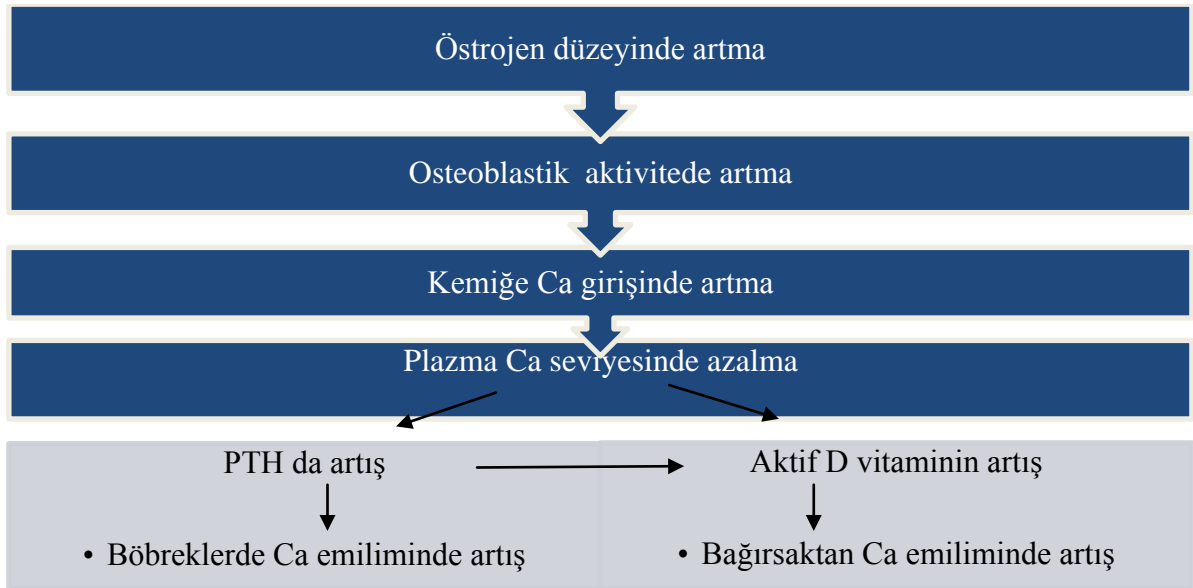 Östrojen düzeyinde artma
Osteoblastik aktivitede artma
Kemiğe Ca girişinde artma
Plazma Ca seviyesinde azalma
PTH da artış
Aktif D vitaminin artış
• Böbreklerde Ca emiliminde artış
• Bağırsaktan Ca emiliminde artış